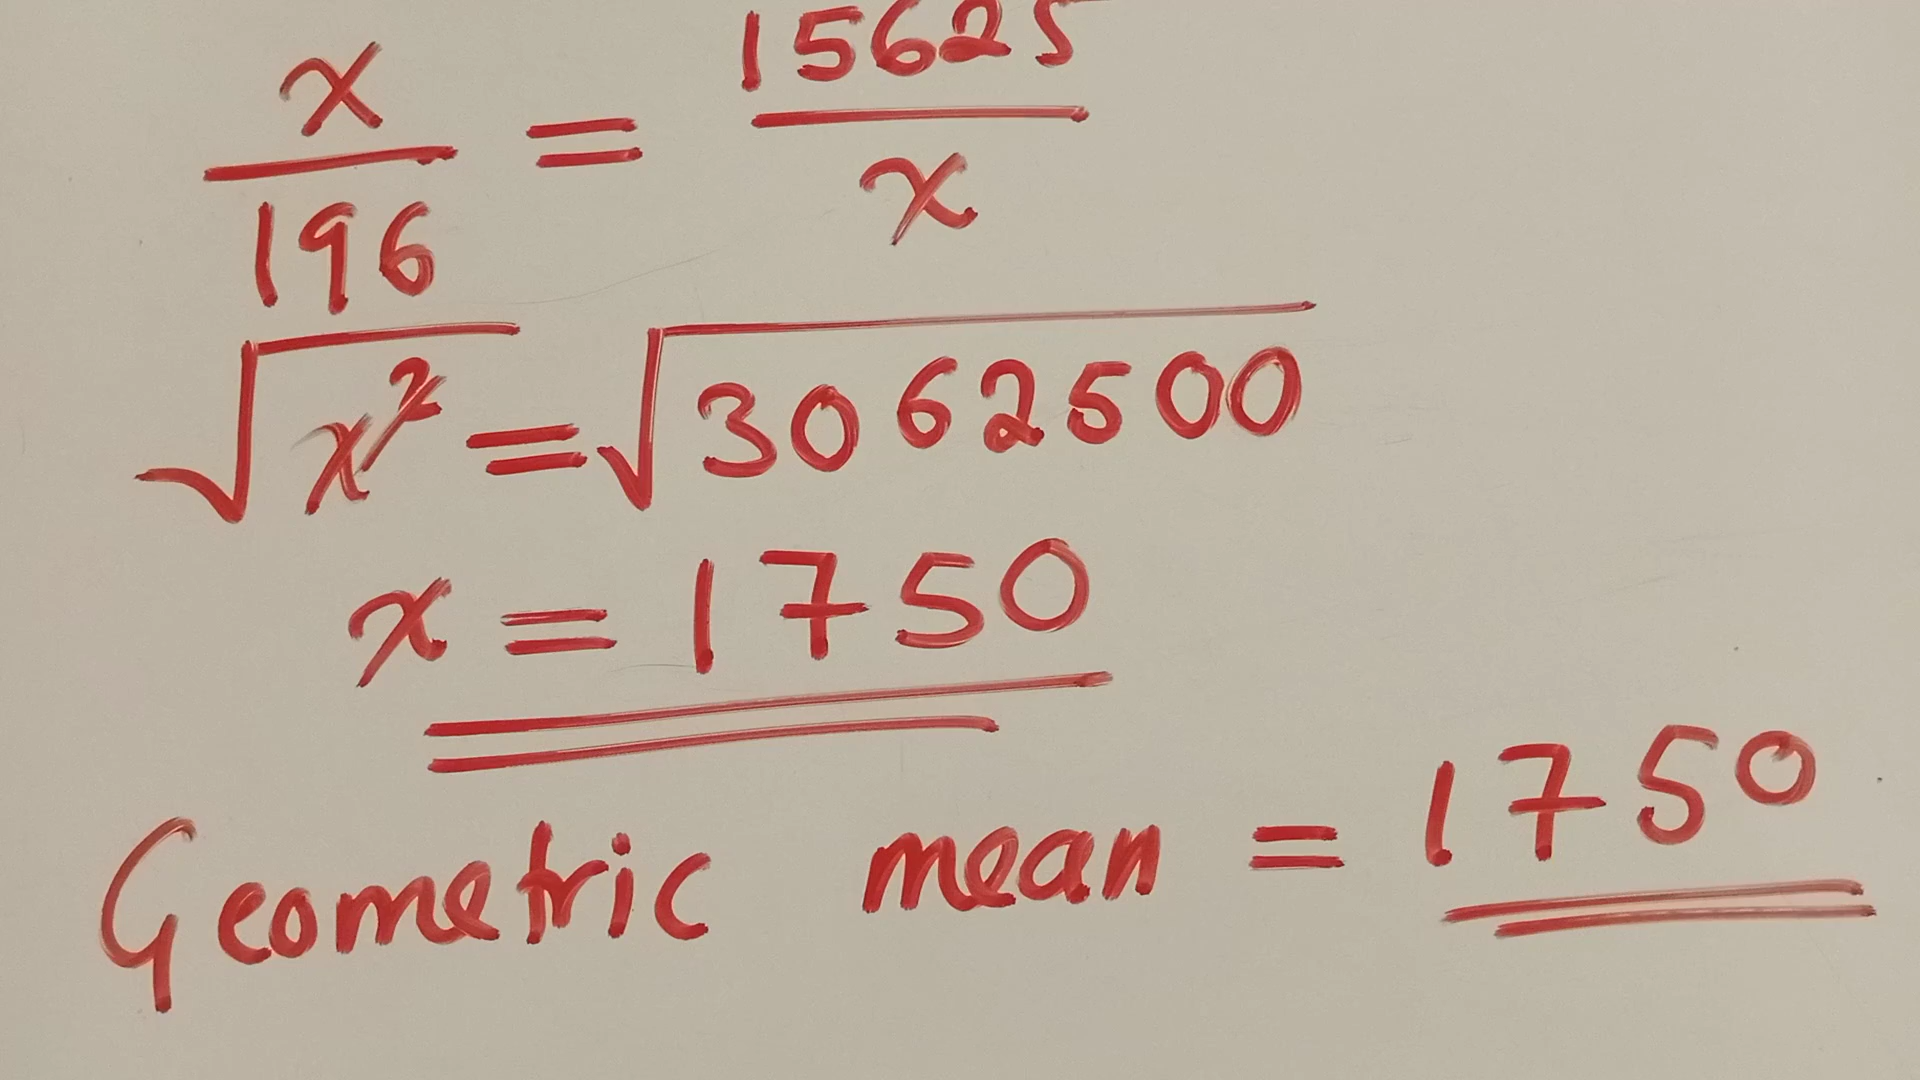 x/196 = 15625/x
√x² = √3062500
x = 1750
Geometric mean = 1750